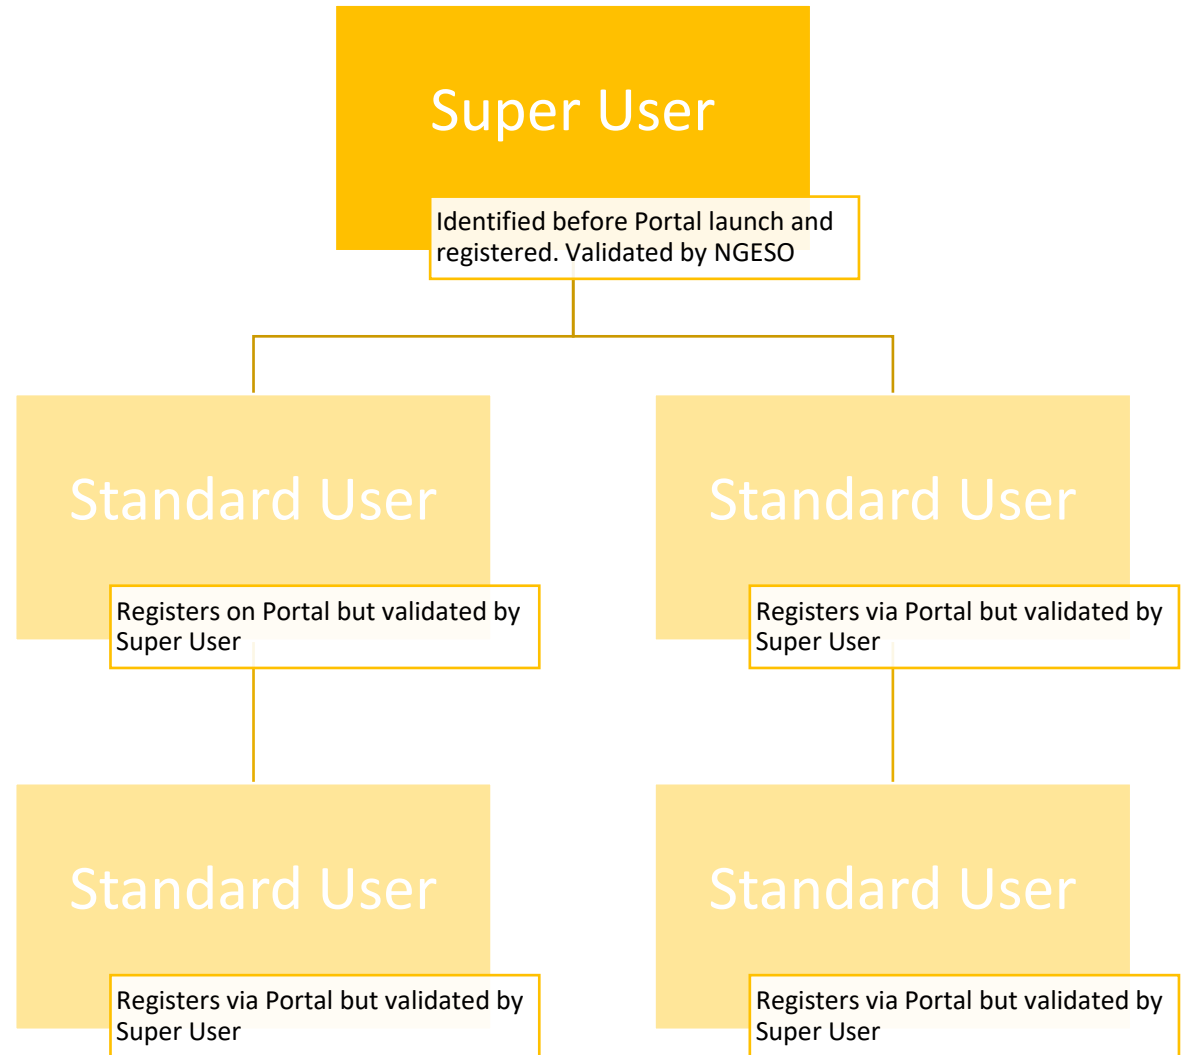 Super User
Identified before Portal launch and
registered. Validated by NGESO
Standard User
Registers on Portal but validated by
Super User
Standard User
Registers via Portal but validated by
Super User
Standard User
Registers via Portal but validated by
Super User
Standard User
Registers via Portal but validated by
Super User